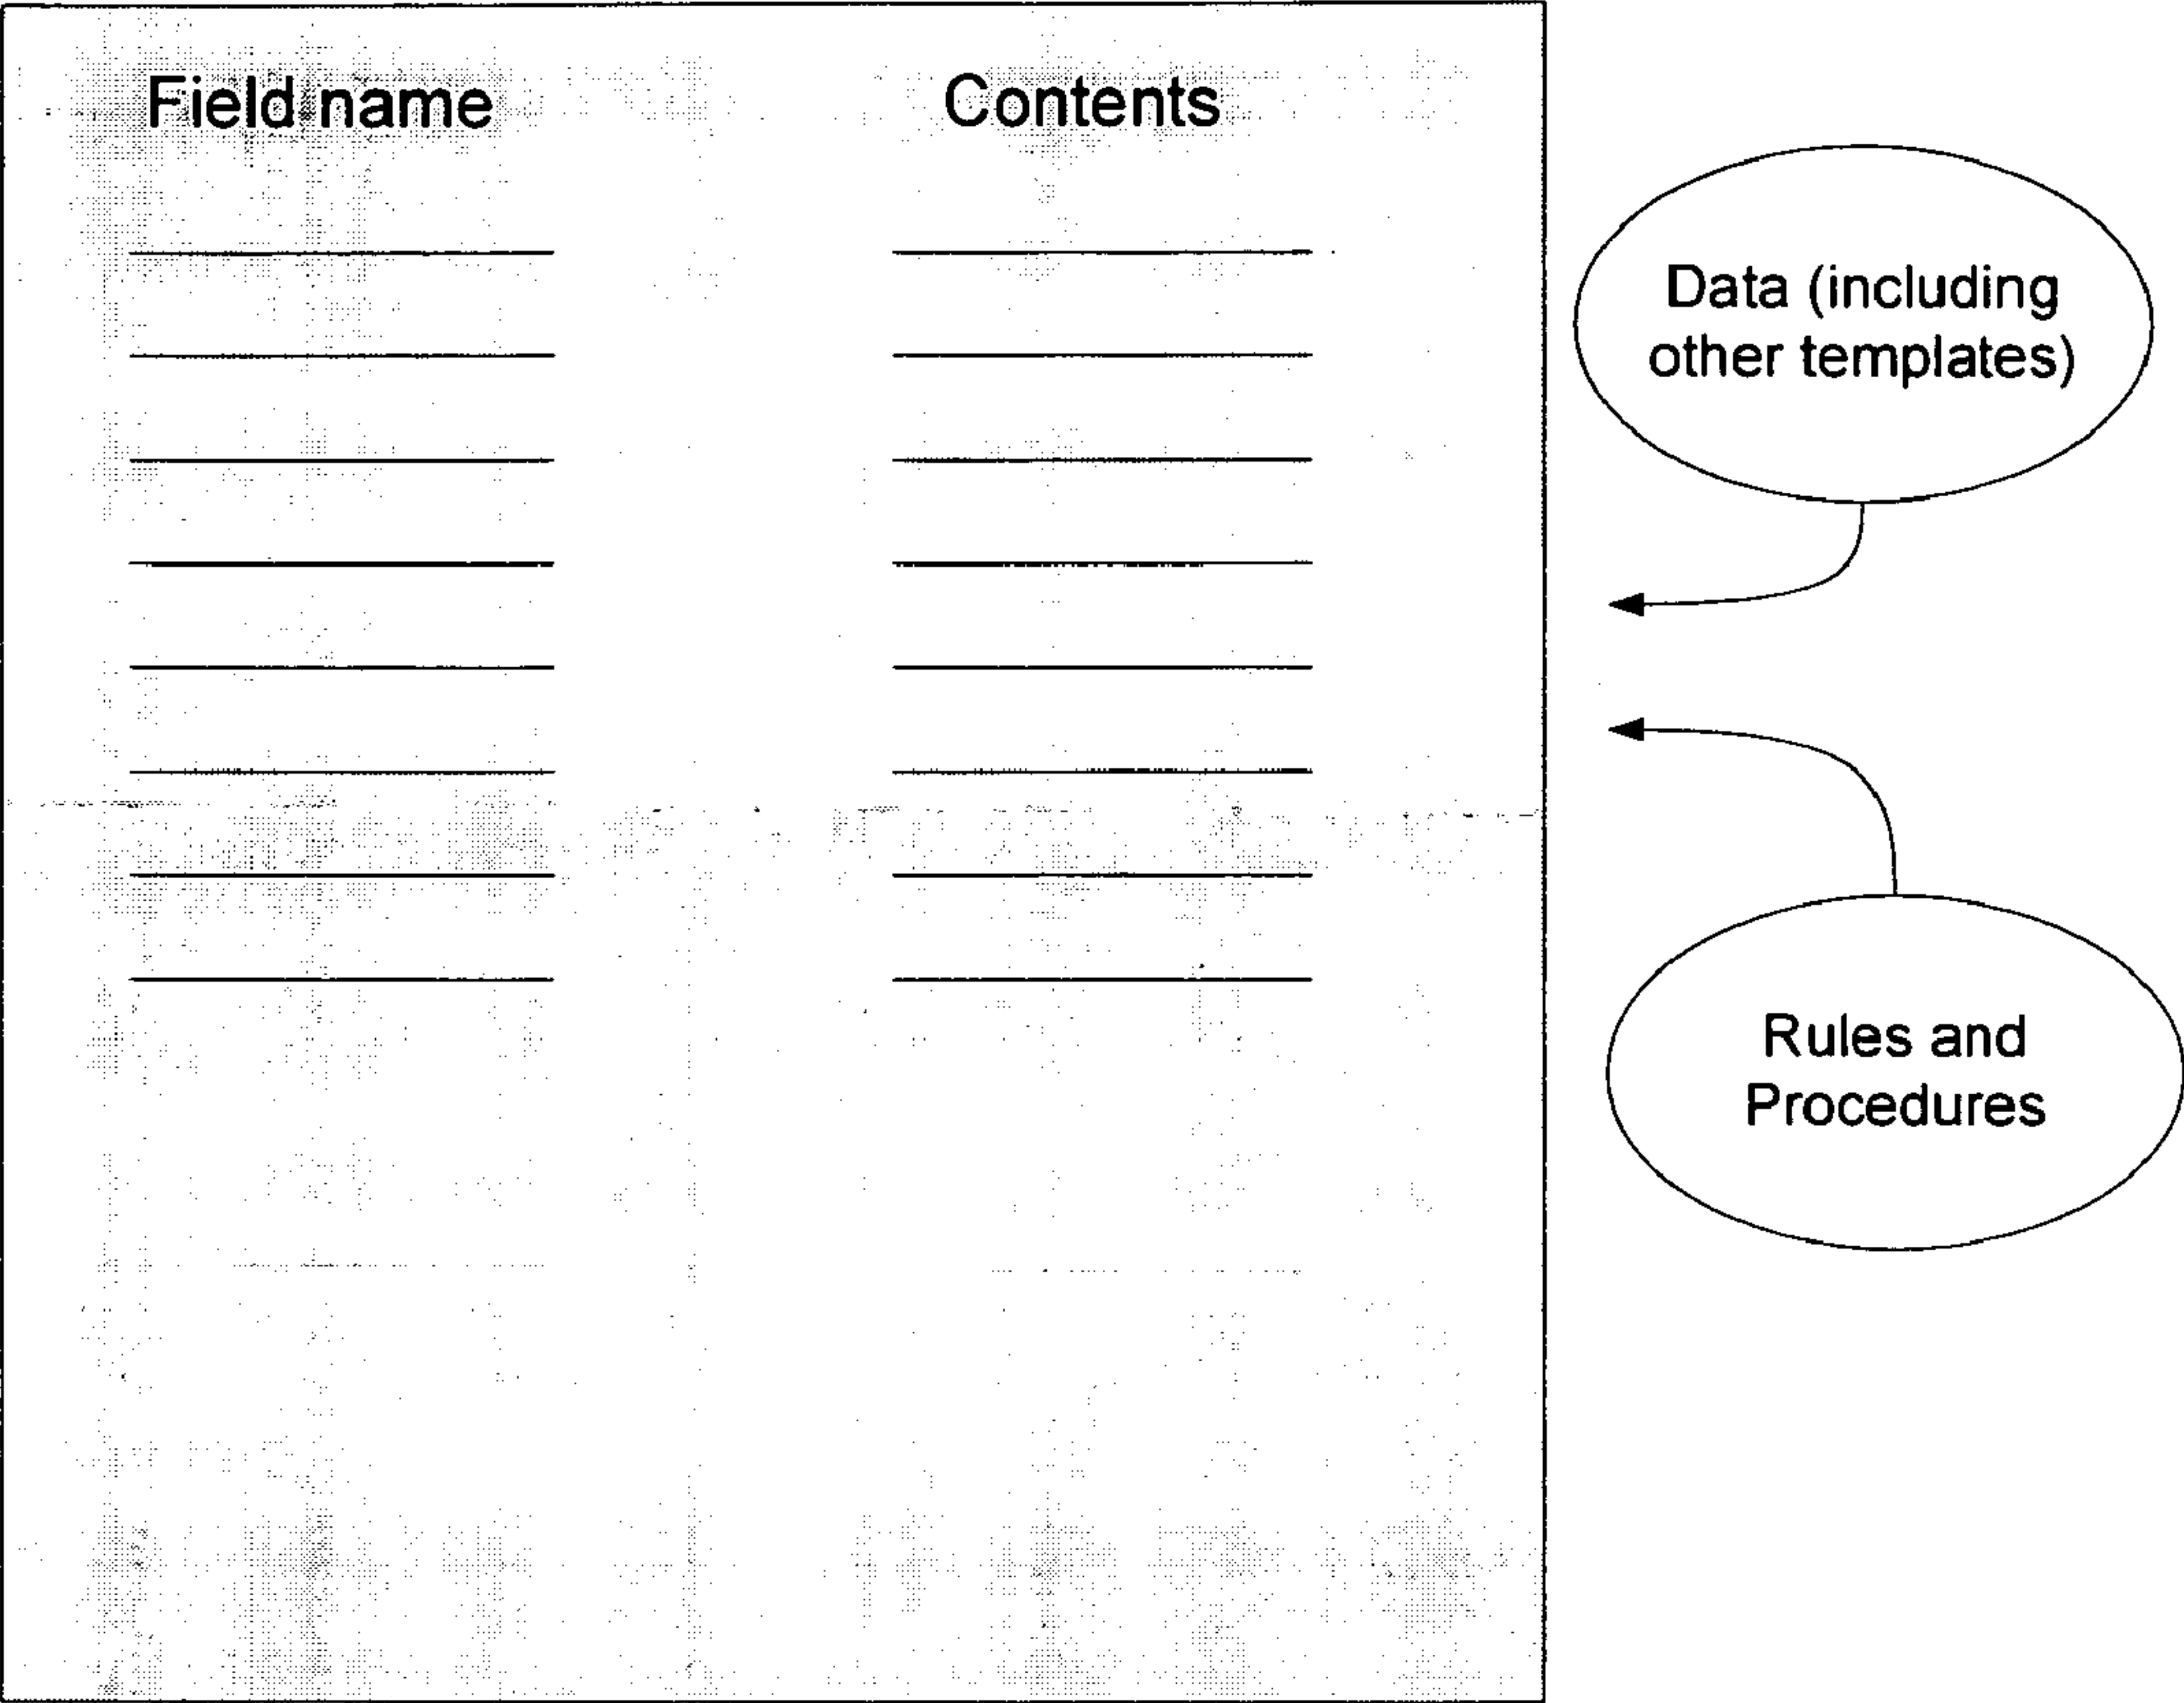 Field name
Contents
Data (including
other templates)
Rules and
Procedures